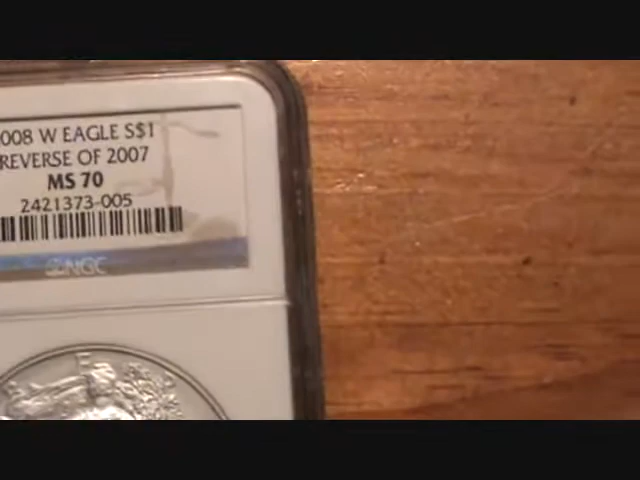 008 W EAGLE S$1
REVERSE OF 2007
MS 70
2421373-005
NGC